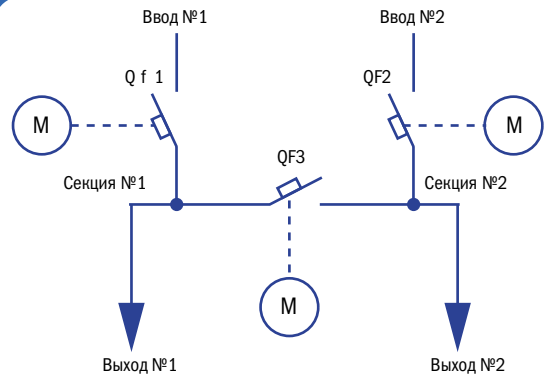 Ввод №1
Ввод №2
Q f 1
QF2
М
М
QF3
Секция №1
Секция №2
М
Выход №1
Выход №2